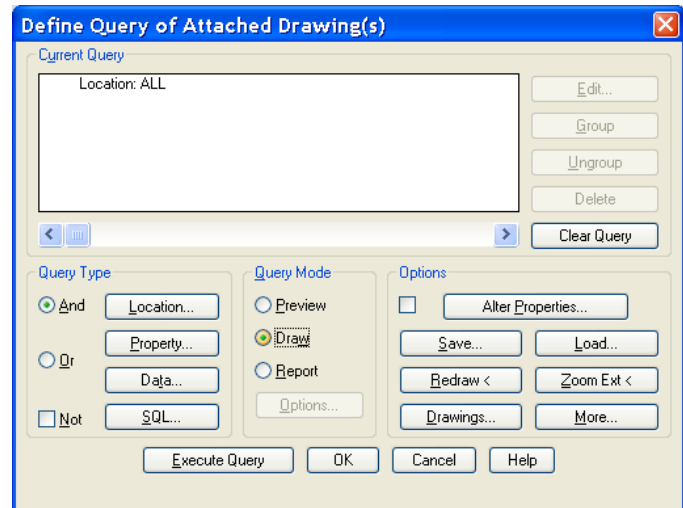 Define Query of Attached Drawing(s)
Current Query
Location: ALL
Edit...
Group
Ungroup
Delete
Clear Query
Query Type
And
Location...
Property...
Or
Data...
Not
SQL...
Query Mode
Preview
Draw
Report
Options...
Options
Alter Properties...
Save...
Load...
Redraw <
Zoom Ext <
Drawings...
More...
Execute Query
OK
Cancel
Help